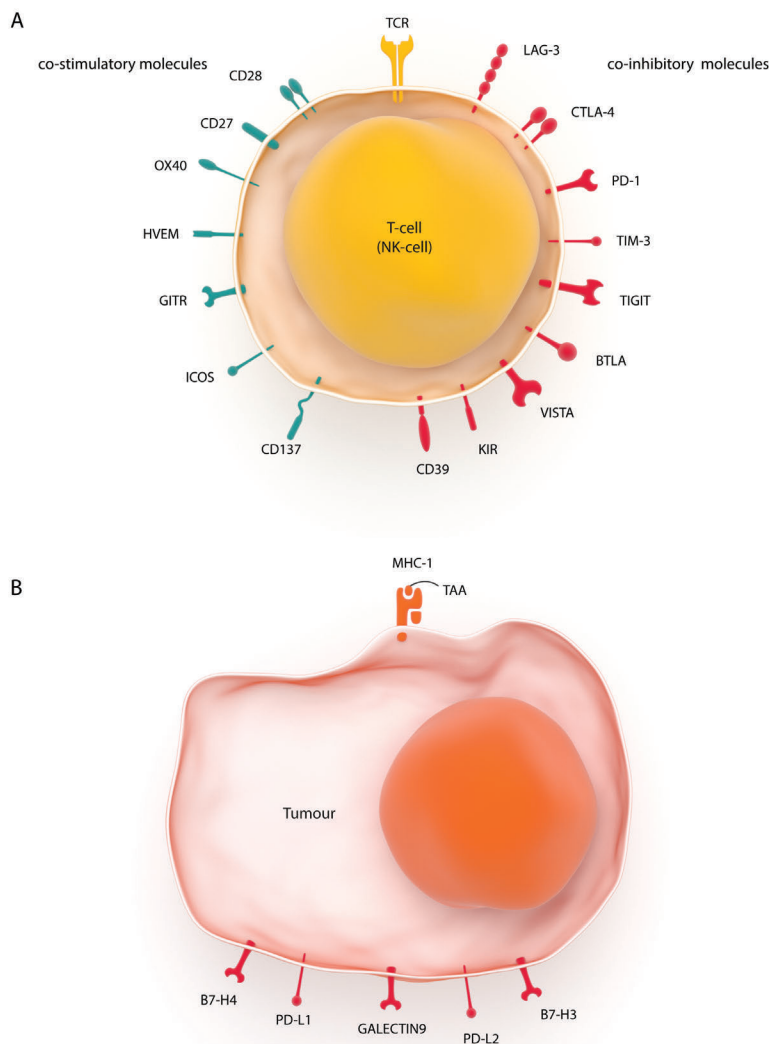 A
TCR
co-stimulatory molecules
co-inhibitory molecules
CD28
CD27
OX40
HVEM
GITR
ICOS
CD137
LAG-3
CTLA-4
PD-1
TIM-3
TIGIT
BTLA
VISTA
KIR
CD39
T-cell
(NK-cell)
B
MHC-1
TAA
Tumour
B7-H4
PD-L1
GALECTIN9
PD-L2
B7-H3